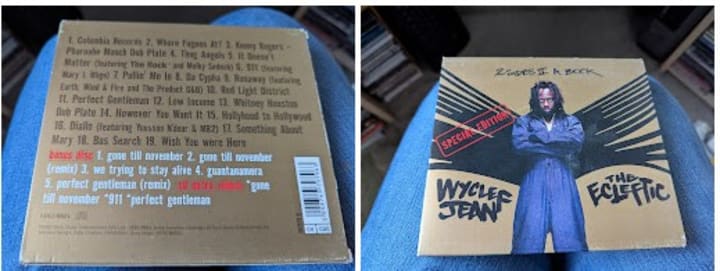 1. Columbia Records 2. Where Fugees At? 3. Kenny Rogers -
Pharoahe Monch Dub Plate 4. Thug Angels 5. It Doesn't
Matter (featuring The Rock and Melky Sedeck) 6. 911 (featuring
Mary J. Blige) 7. Pullin' Me In 8. Da Cypha 9. Runaway (featuring
Earth, Wind & Fire and The Product G&B) 10. Red Light District
11. Perfect Gentleman 12. Low Income 13. Whitney Houston
Dub Plate 14. However You Want It 15. Hollyhood to Hollywood
16. Diallo (featuring Youssou N'dour & MB2) 17. Something About
Mary 18. Bus Search 19. Wish You were Here
bonus disc 1. gone till november 2. gone till november
(remix) 3. we trying to stay alive 4. guantanamera
5. perfect gentleman (remix) *gone
till november *911 *perfect gentleman
2 SIDES II A BOOK
SPECIAL EDITION
WYCLEF
JEAN
THE
ECLEFTIC